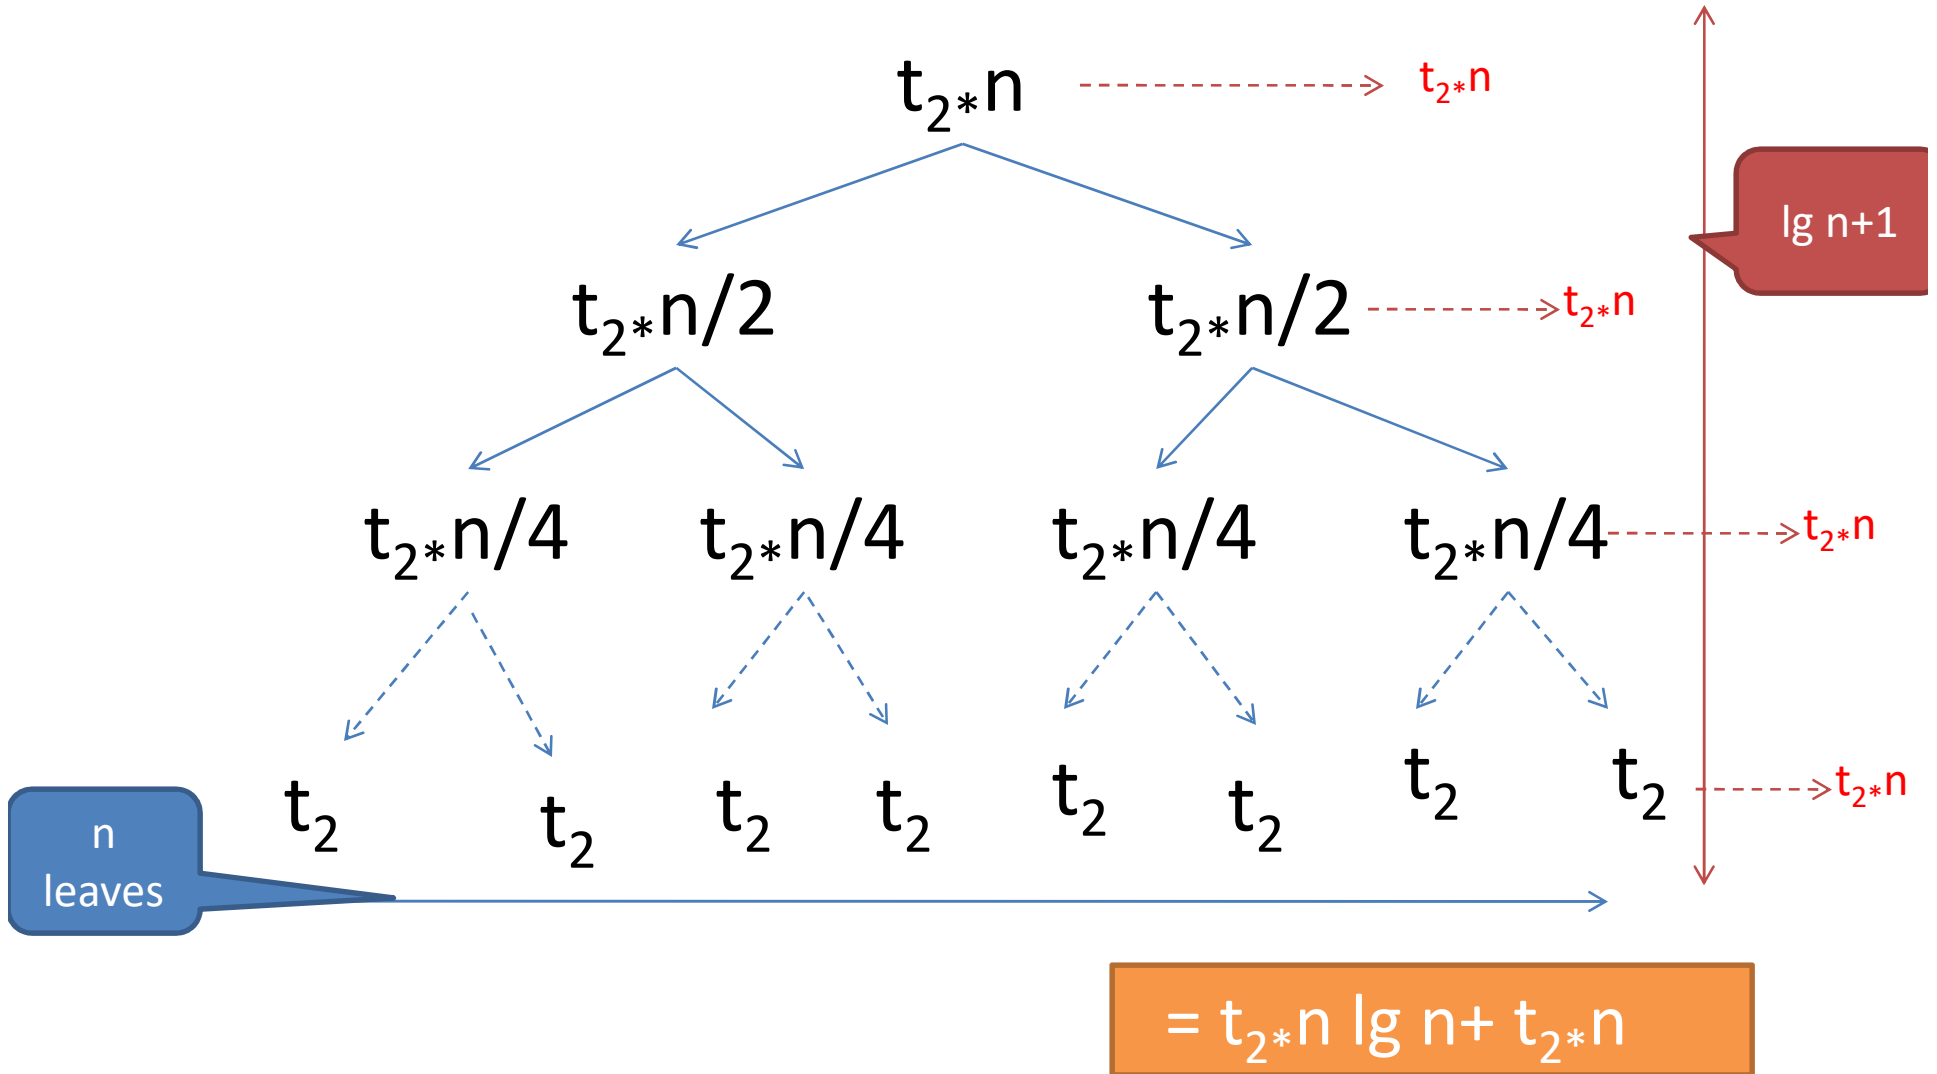 t₂*n t₂*n
lg n+1
t₂*n/2 t₂*n/2 t₂*n
t₂*n/4 t₂*n/4 t₂*n/4 t₂*n/4 t₂*n
t₂ t₂ t₂ t₂ t₂ t₂ t₂ t₂ t₂*n
n
leaves
= t₂*n lg n+ t₂*n